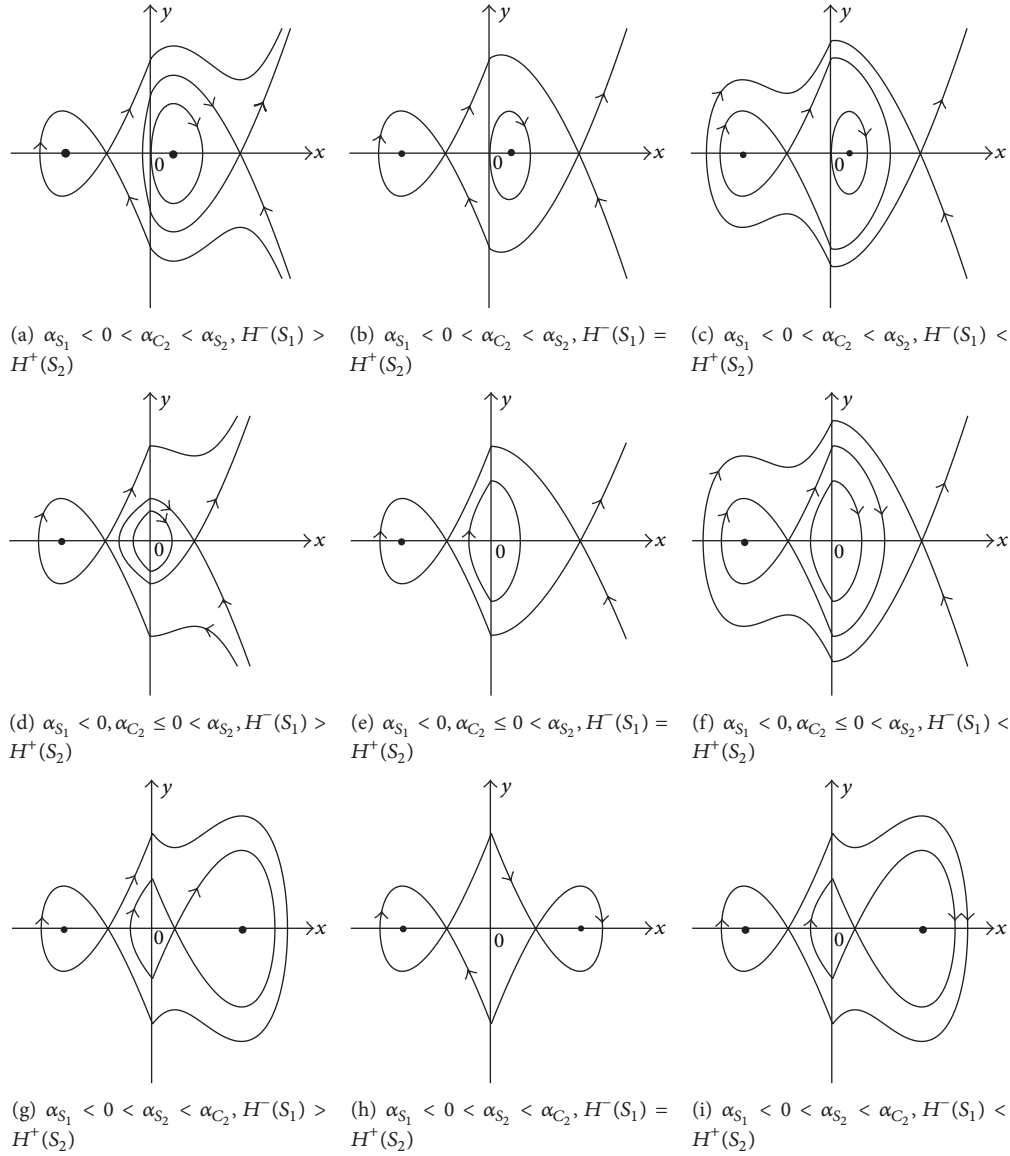 y
x
0
(a) α_{S_1} < 0 < α_{C_2} < α_{S_2}, H^−(S_1) >
H^+(S_2)
y
x
0
(b) α_{S_1} < 0 < α_{C_2} < α_{S_2}, H^−(S_1) =
H^+(S_2)
y
x
0
(c) α_{S_1} < 0 < α_{C_2} < α_{S_2}, H^−(S_1) <
H^+(S_2)
y
x
0
(d) α_{S_1} < 0, α_{C_2} ≤ 0 < α_{S_2}, H^−(S_1) >
H^+(S_2)
y
x
0
(e) α_{S_1} < 0, α_{C_2} ≤ 0 < α_{S_2}, H^−(S_1) =
H^+(S_2)
y
x
0
(f) α_{S_1} < 0, α_{C_2} ≤ 0 < α_{S_2}, H^−(S_1) <
H^+(S_2)
y
x
0
(g) α_{S_1} < 0 < α_{S_2} < α_{C_2}, H^−(S_1) >
H^+(S_2)
y
x
0
(h) α_{S_1} < 0 < α_{S_2} < α_{C_2}, H^−(S_1) =
H^+(S_2)
y
x
0
(i) α_{S_1} < 0 < α_{S_2} < α_{C_2}, H^−(S_1) <
H^+(S_2)